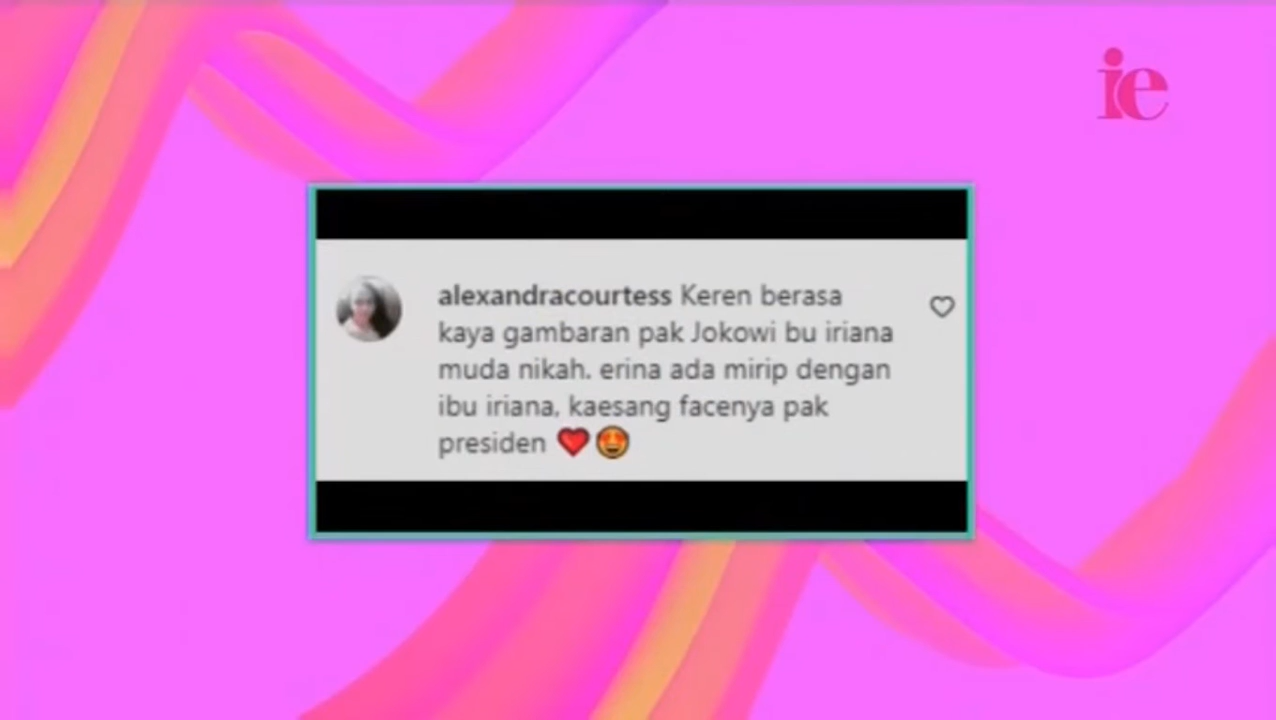 ie
alexandracourtess Keren berasa
kaya gambaran pak Jokowi bu iriana
muda nikah. erina ada mirip dengan
ibu iriana, kaesang facenya pak
presiden ❤️🤩